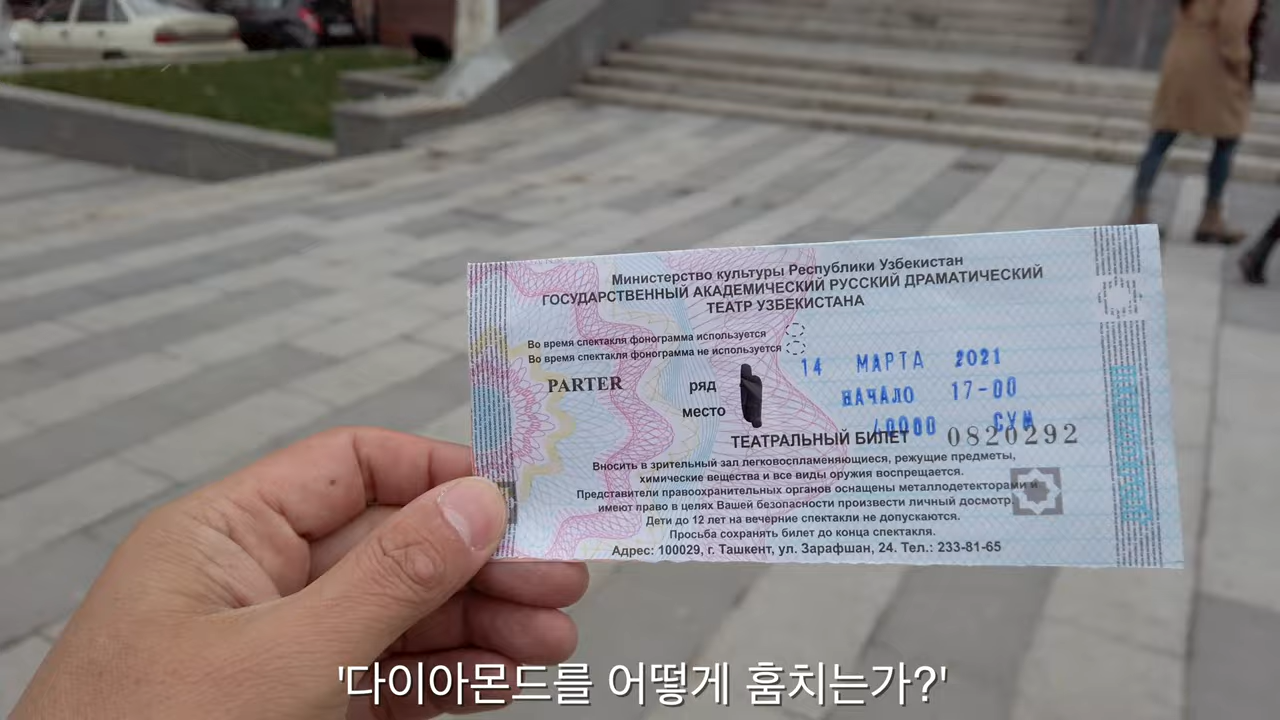 Министерство культуры Республики Узбекистан
ГОСУДАРСТВЕННЫЙ АКАДЕМИЧЕСКИЙ РУССКИЙ ДРАМАТИЧЕСКИЙ
ТЕАТР УЗБЕКИСТАНА
Во время спектакля фонограмма используется
Во время спектакля фонограмма не используется
14 МАРТА 2021
PARTER ряд
НАЧАЛО 17-00
место
СУМ
ТЕАТРАЛЬНЫЙ БИЛЕТ 0820292
Вносить в зрительный зал легковоспламеняющиеся, режущие предметы,
химические вещества и все виды оружия воспрещается.
Представители правоохранительных органов оснащены металлодетекторами и
имеют право в целях Вашей безопасности произвести личный досмотр.
Дети до 12 лет на вечерние спектакли не допускаются.
Просьба сохранять билет до конца спектакля.
Адрес: 100029, г. Ташкент, ул. Зарафшан, 24. Тел.: 233-81-65
'다이아몬드를 어떻게 훔치는가?'